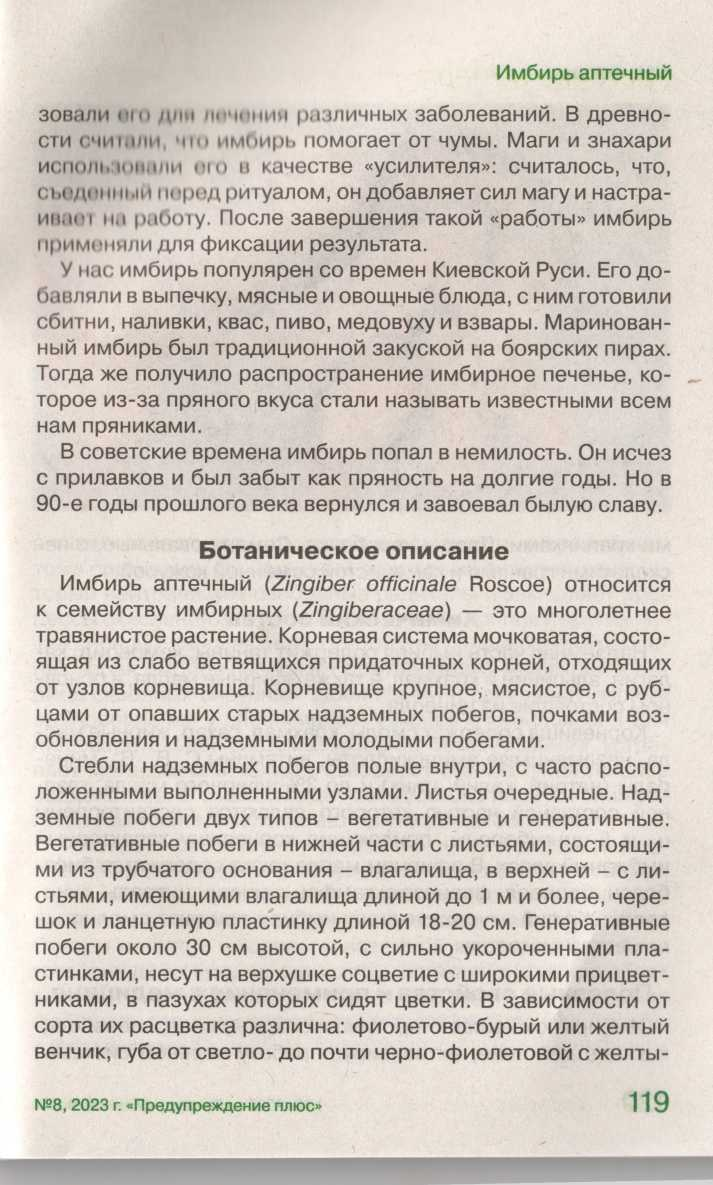 Имбирь аптечный
зовали его для лечения различных заболеваний. В древно-
сти считали, что имбирь помогает от чумы. Маги и знахари
использовали его в качестве «усилителя»: считалось, что,
съеденный перед ритуалом, он добавляет сил магу и настра-
ивает на работу. После завершения такой «работы» имбирь
применяли для фиксации результата.
У нас имбирь популярен со времен Киевской Руси. Его до-
бавляли в выпечку, мясные и овощные блюда, с ним готовили
сбитни, наливки, квас, пиво, медовуху и взвары. Маринован-
ный имбирь был традиционной закуской на боярских пирах.
Тогда же получило распространение имбирное печенье, ко-
торое из-за пряного вкуса стали называть известными всем
нам пряниками.
В советские времена имбирь попал в немилость. Он исчез
с прилавков и был забыт как пряность на долгие годы. Но в
90-е годы прошлого века вернулся и завоевал былую славу.
Ботаническое описание
Имбирь аптечный (Zingiber officinale Roscoe) относится
к семейству имбирных (Zingiberaceae) — это многолетнее
травянистое растение. Корневая система мочковатая, состо-
ящая из слабо ветвящихся придаточных корней, отходящих
от узлов корневища. Корневище крупное, мясистое, с руб-
цами от опавших старых надземных побегов, почками воз-
обновления и надземными молодыми побегами.
Стебли надземных побегов полые внутри, с часто распо-
ложенными выполненными узлами. Листья очередные. Над-
земные побеги двух типов – вегетативные и генеративные.
Вегетативные побеги в нижней части с листьями, состоящи-
ми из трубчатого основания – влагалища, в верхней – с ли-
стьями, имеющими влагалища длиной до 1 м и более, чере-
шок и ланцетную пластинку длиной 18-20 см. Генеративные
побеги около 30 см высотой, с сильно укороченными пла-
стинками, несут на верхушке соцветие с широкими прицвет-
никами, в пазухах которых сидят цветки. В зависимости от
сорта их расцветка различна: фиолетово-бурый или желтый
венчик, губа от светло- до почти черно-фиолетовой с желты-
№8, 2023 г. «Предупреждение плюс»
119